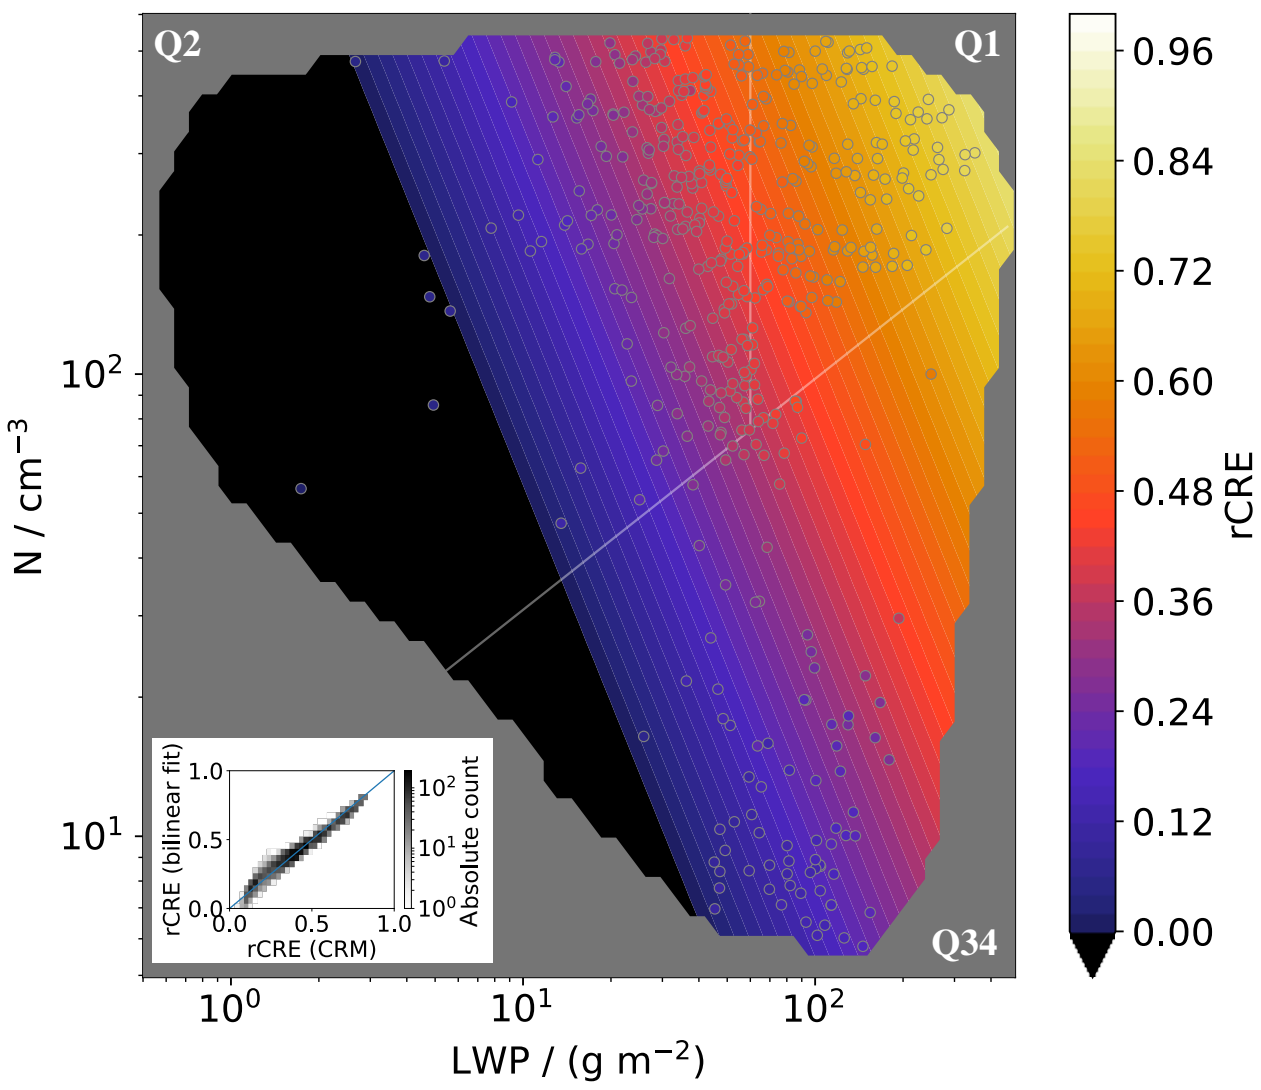 Q2
Q1
Q34
N / cm⁻³
10²
10¹
10⁰
10¹
10²
LWP / (g m⁻²)
0.96
0.84
0.72
0.60
0.48
0.36
0.24
0.12
0.00
rCRE
rCRE (bilinear fit)
1.0
0.5
0.0
0.0
0.5
1.0
rCRE (CRM)
10²
10¹
10⁰
Absolute count